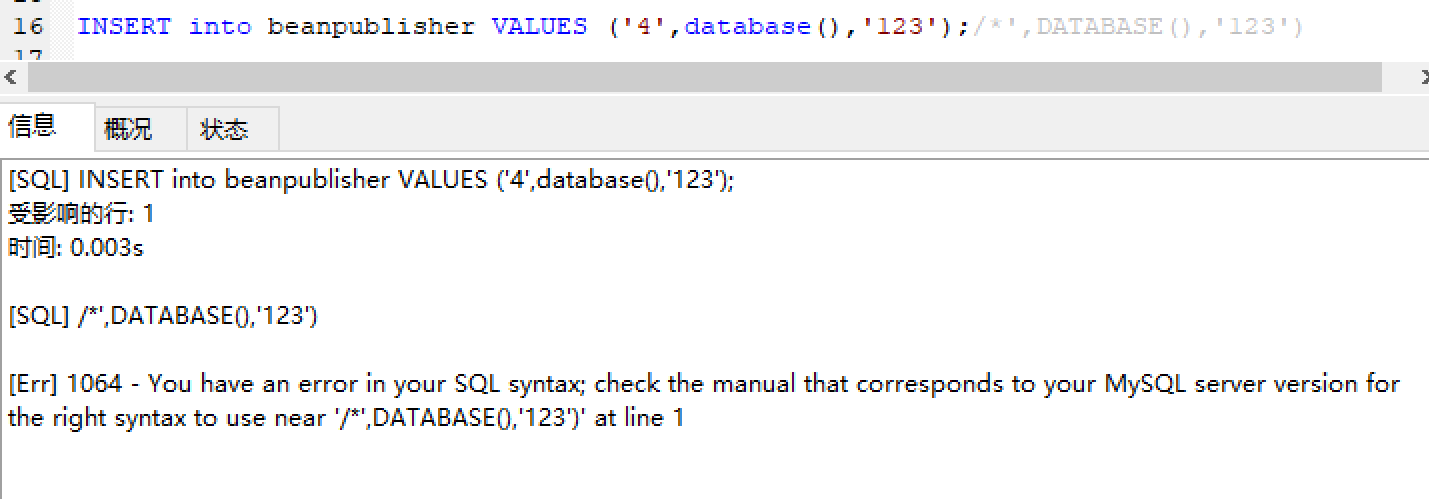 16 INSERT into beanpublisher VALUES ('4',database(),'123');/*',DATABASE(),'123')
17
信息 概况 状态
[SQL] INSERT into beanpublisher VALUES ('4',database(),'123');
受影响的行: 1
时间: 0.003s
[SQL] /*',DATABASE(),'123')
[Err] 1064 - You have an error in your SQL syntax; check the manual that corresponds to your MySQL server version for
the right syntax to use near '/*',DATABASE(),'123')' at line 1